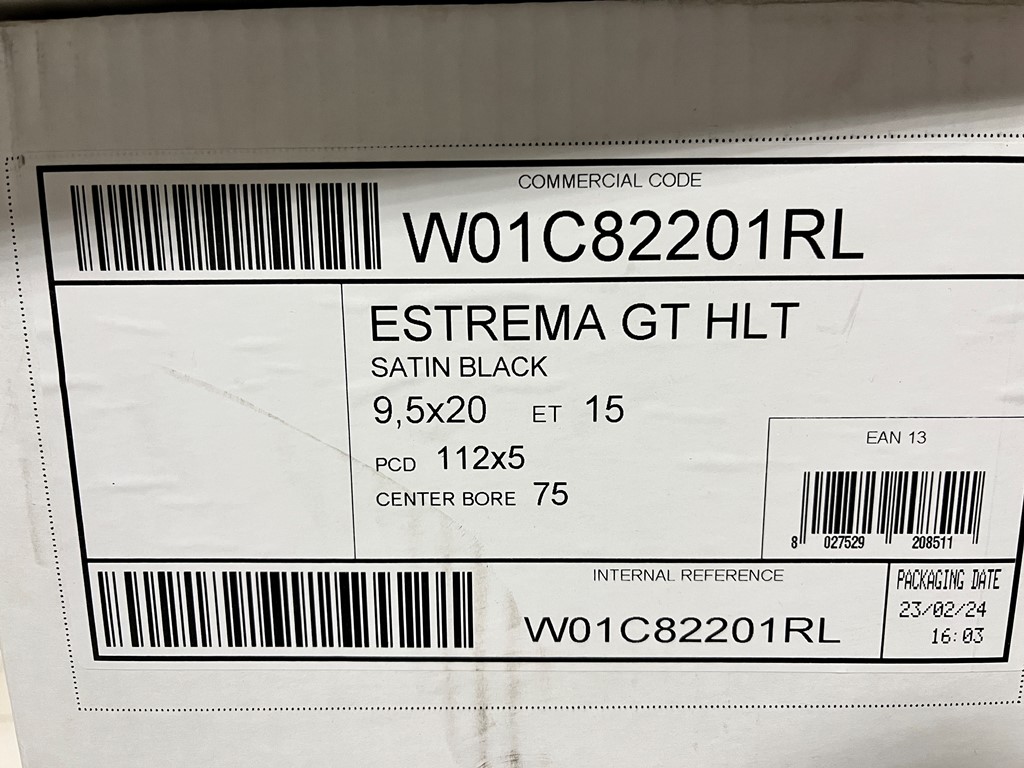 COMMERCIAL CODE
W01C82201RL
ESTREMA GT HLT
SATIN BLACK
9,5x20 ET 15
PCD 112x5
CENTER BORE 75
EAN 13
8 027529 208511
INTERNAL REFERENCE
W01C82201RL
PACKAGING DATE
23/02/24
16:03